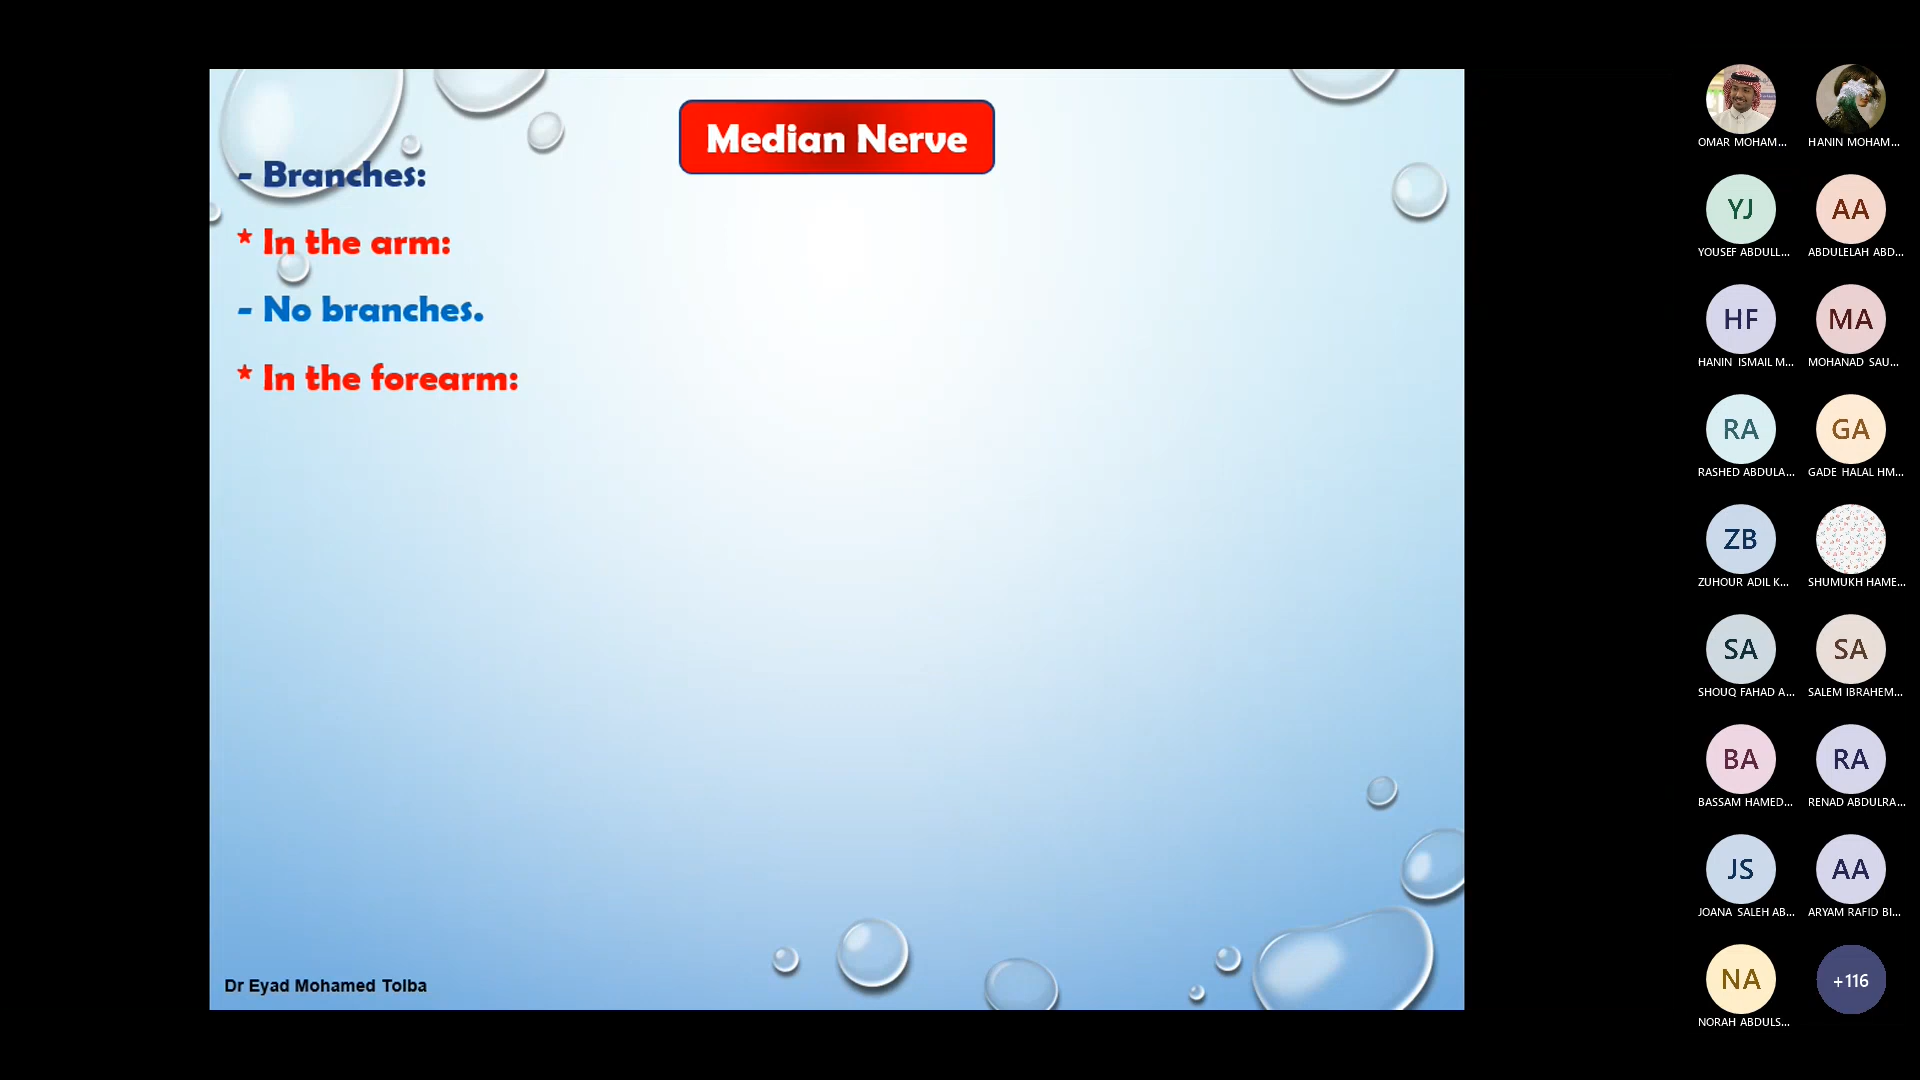 Median Nerve
- Branches:
* In the arm:
- No branches.
* In the forearm:
Dr Eyad Mohamed Tolba
OMAR MOHAM...
HANIN MOHAM...
YJ
AA
YOUSEF ABDULL...
ABDULELAH ABD...
HF
MA
HANIN ISMAIL M...
MOHANAD SAU...
RA
GA
RASHED ABDULA...
GADE HALAL HM...
ZB
ZUHOUR ADIL K...
SHUMUKH HAME...
SA
SA
SHOUQ FAHAD A...
SALEM IBRAHEM...
BA
RA
BASSAM HAMED...
RENAD ABDULRA...
JS
AA
JOANA SALEH AB...
ARYAM RAFID BI...
NA
+116
NORAH ABDULS...